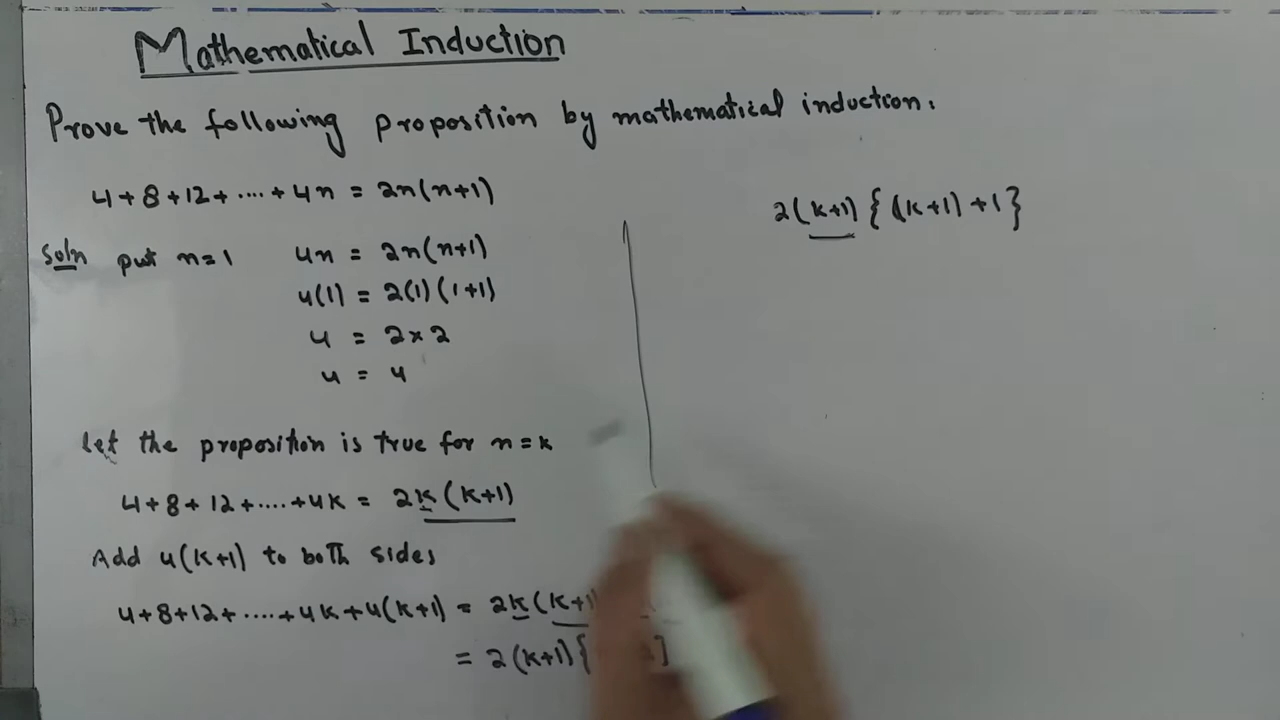 Mathematical Induction
Prove the following proposition by mathematical induction.
4+8+12+....+4n = 2n(n+1)
Soln put n=1 4n = 2n(n+1)
4(1) = 2(1)(1+1)
4 = 2×2
4 = 4
Let the proposition is true for n=k
4+8+12+....+4k = 2k(k+1)
Add 4(k+1) to both sides
4+8+12+....+4k+4(k+1) = 2k(k+1)
= 2(k+1){
2(k+1){(k+1)+1}